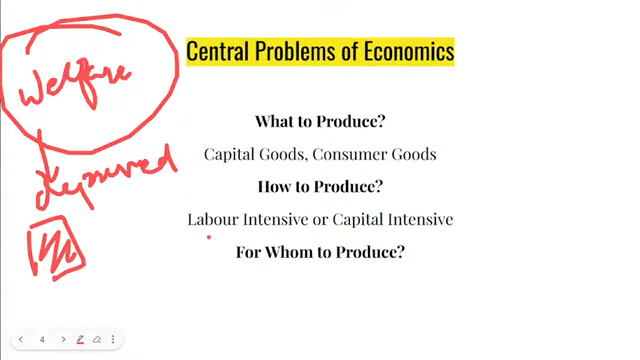 Central Problems of Economics
Welfare
What to Produce?
Capital Goods, Consumer Goods
How to Produce?
Deprived
Labour Intensive or Capital Intensive
For Whom to Produce?
4